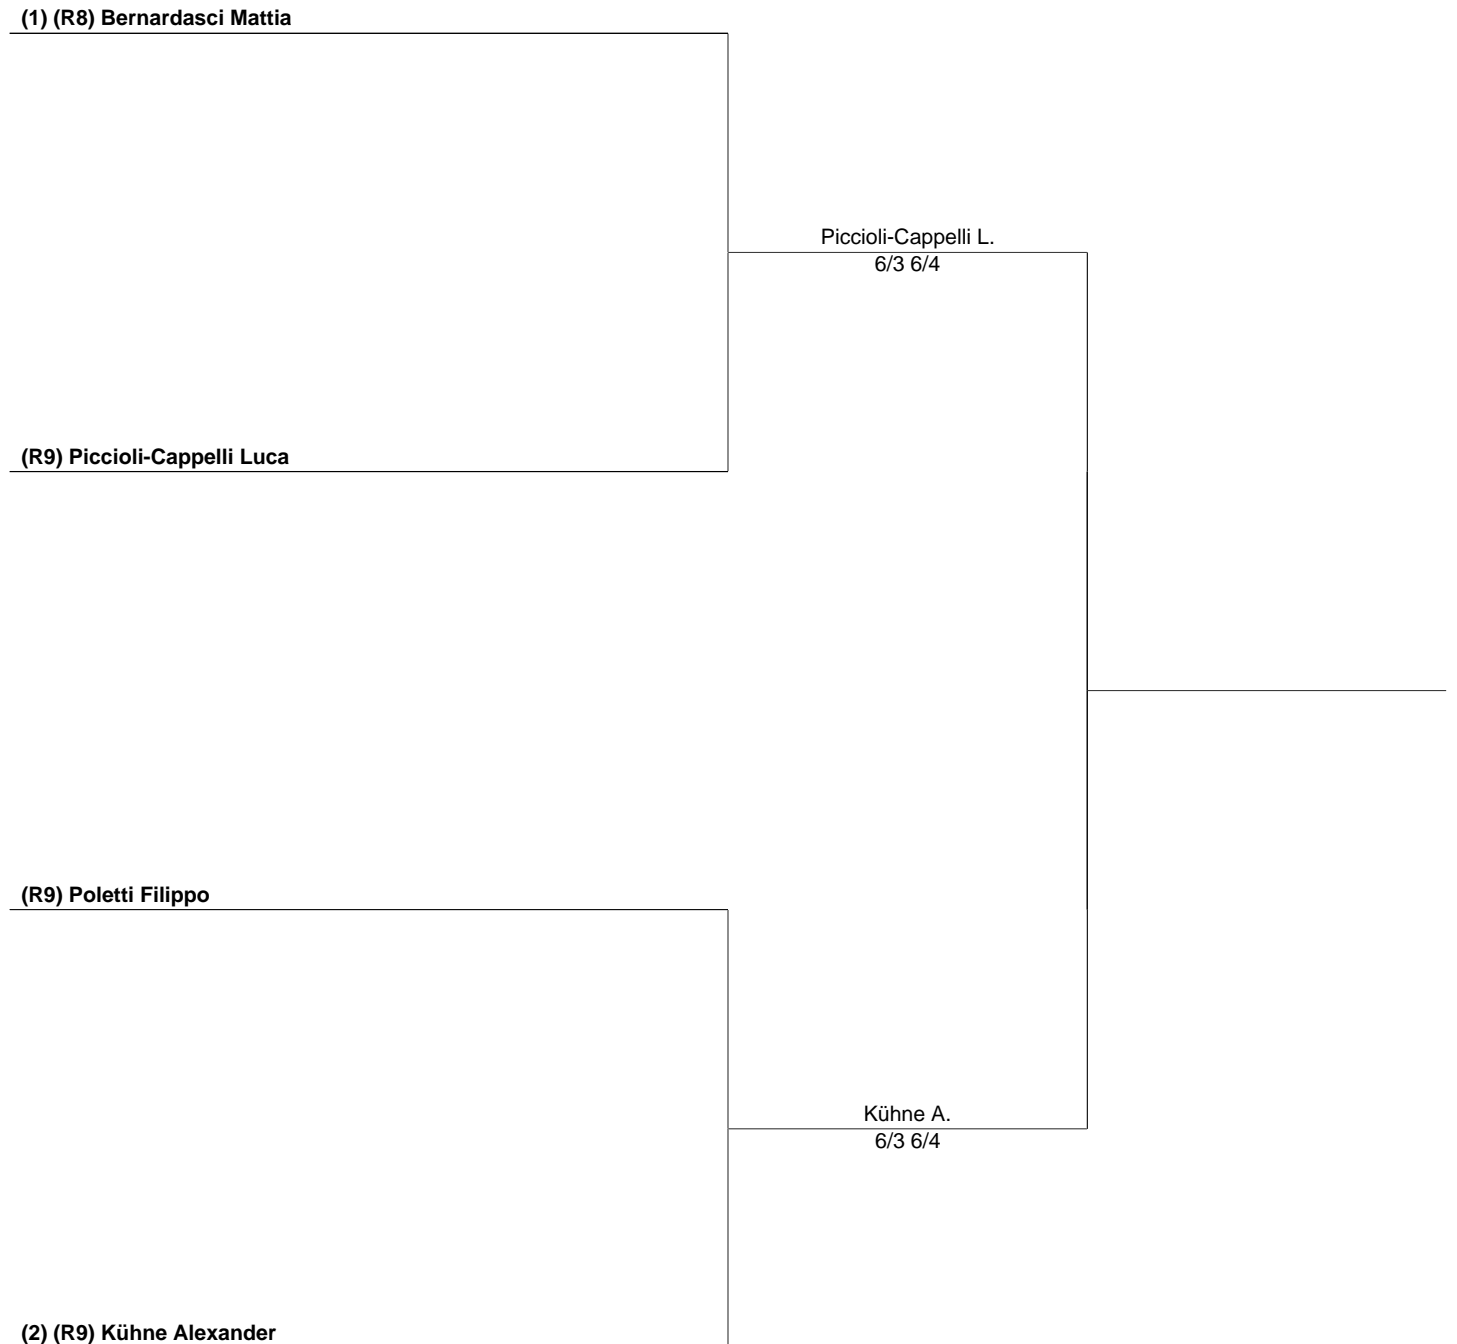 (1) (R8) Bernardasci Mattia
Piccioli-Cappelli L.
6/3 6/4
(R9) Piccioli-Cappelli Luca
(R9) Poletti Filippo
Kühne A.
6/3 6/4
(2) (R9) Kühne Alexander